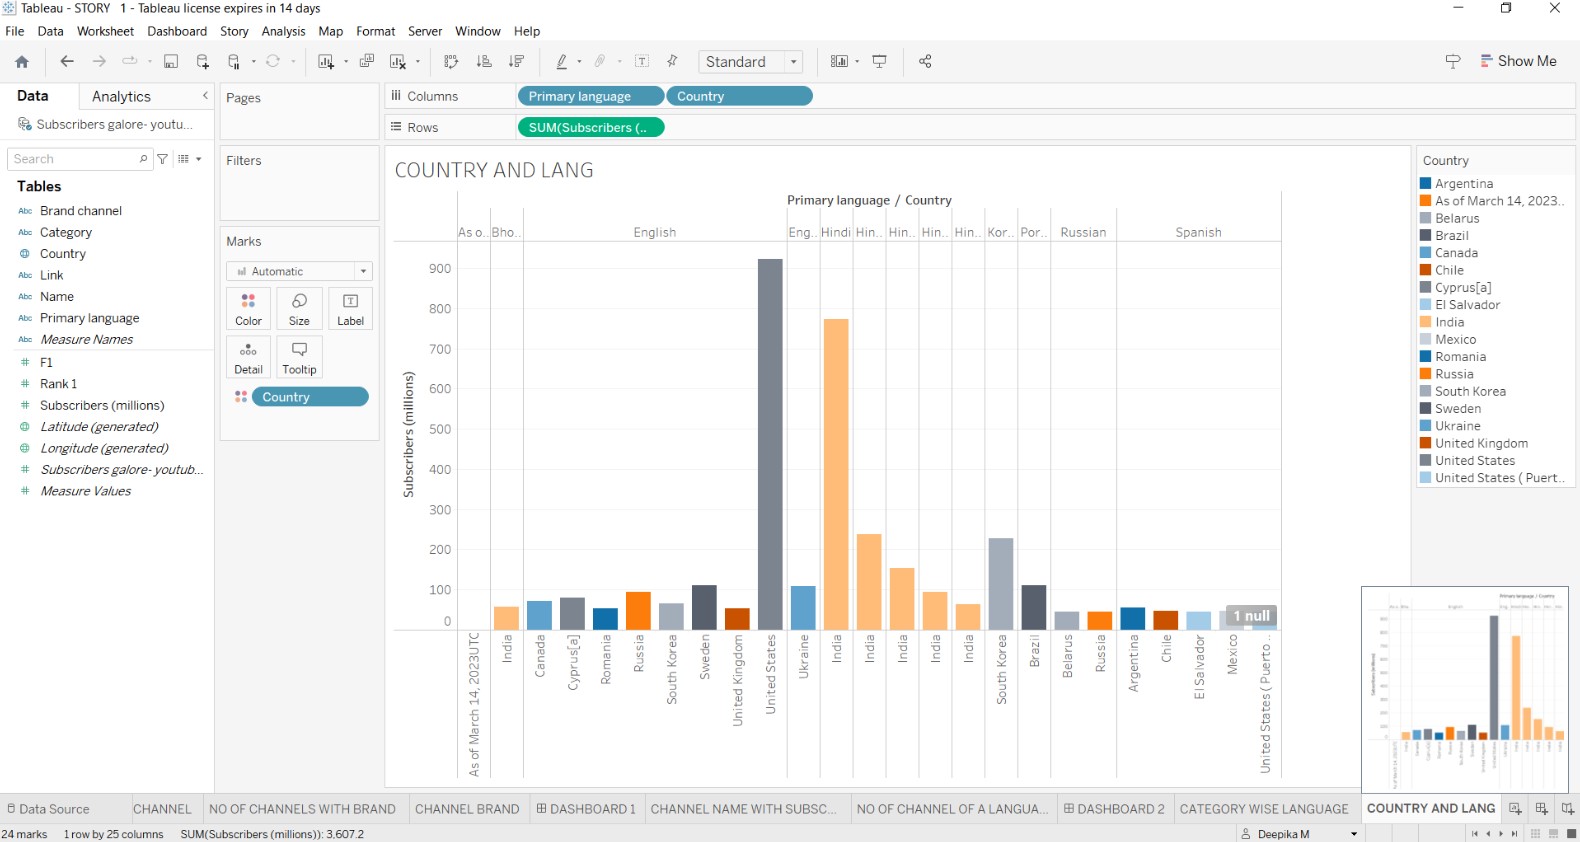 Tableau - STORY 1 - Tableau license expires in 14 days
File Data Worksheet Dashboard Story Analysis Map Format Server Window Help
Standard
Show Me
Data
Analytics
Subscribers galore- youtu...
Search
Tables
Abc Brand channel
Abc Category
Country
Abc Link
Abc Name
Abc Primary language
Abc Measure Names
# F1
# Rank 1
# Subscribers (millions)
Latitude (generated)
Longitude (generated)
# Subscribers galore- youtub...
# Measure Values
Pages
Filters
Marks
Automatic
Color
Size
Label
Detail
Tooltip
Country
Columns
Primary language
Country
Rows
SUM(Subscribers (..
COUNTRY AND LANG
Primary language / Country
As o.. Bho.. English Eng.. Hindi Hin.. Hin.. Hin.. Hin.. Kor.. Por.. Russian Spanish
Subscribers (millions)
900
800
700
600
500
400
300
200
100
0
1 null
As of March 14, 2023UTC
India
Canada
Cyprus[a]
Romania
Russia
South Korea
Sweden
United Kingdom
United States
Ukraine
India
India
India
India
India
South Korea
Brazil
Belarus
Russia
Argentina
Chile
El Salvador
Mexico
United States ( Puerto ..
Country
Argentina
As of March 14, 2023..
Belarus
Brazil
Canada
Chile
Cyprus[a]
El Salvador
India
Mexico
Romania
Russia
South Korea
Sweden
Ukraine
United Kingdom
United States
United States ( Puert..
Data Source
CHANNEL
NO OF CHANNELS WITH BRAND
CHANNEL BRAND
DASHBOARD 1
CHANNEL NAME WITH SUBSC...
NO OF CHANNEL OF A LANGUA...
DASHBOARD 2
CATEGORY WISE LANGUAGE
COUNTRY AND LANG
24 marks 1 row by 25 columns SUM(Subscribers (millions)): 3,607.2
Deepika M